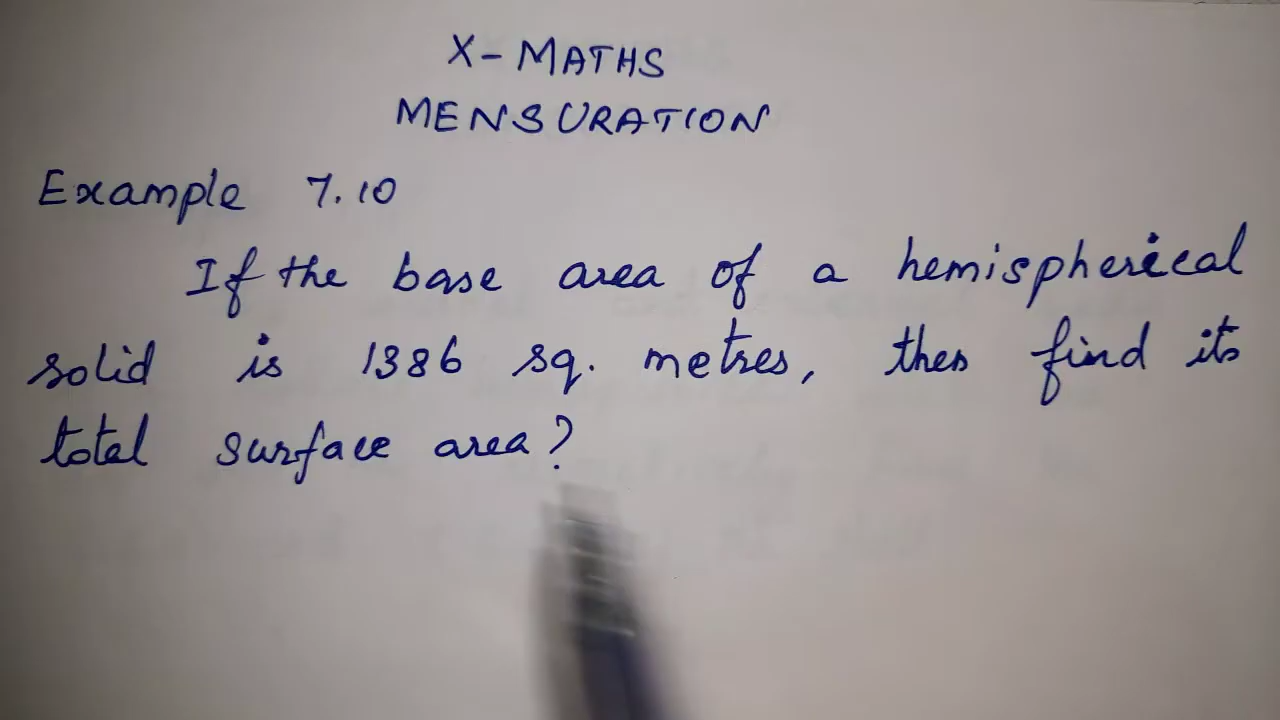 X-MATHS
MENSURATION
Example 7.10
If the base area of a hemispherical
solid is 1386 sq. metres, then find its
total surface area?